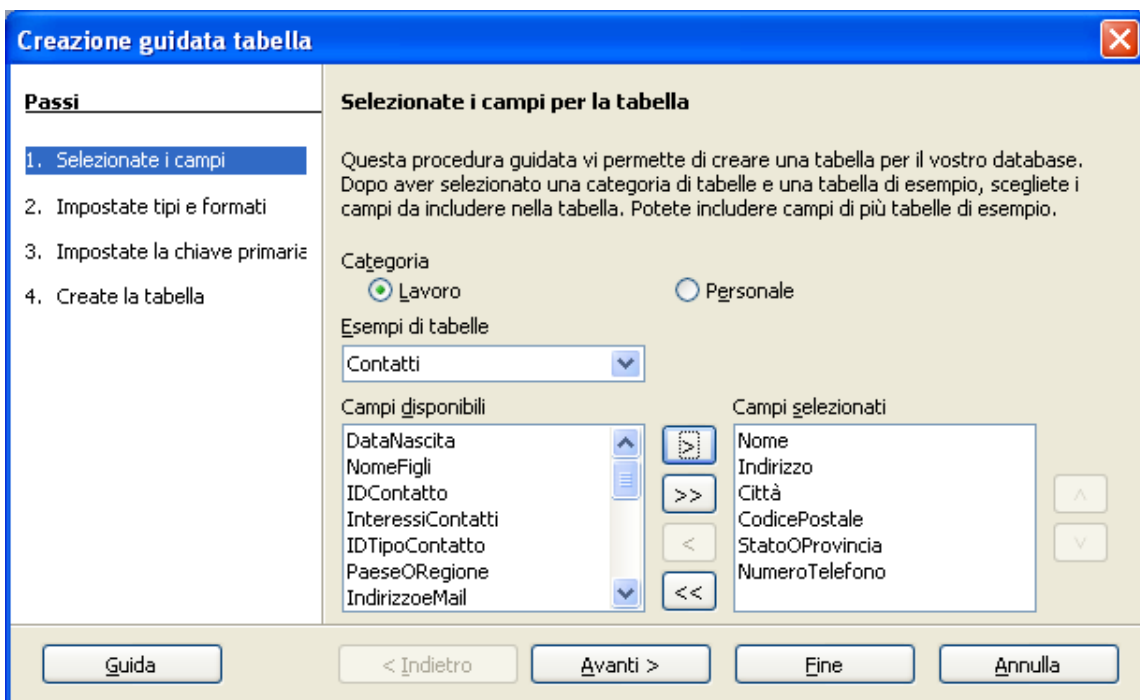 Creazione guidata tabella
Passi
1. Selezionate i campi
2. Impostate tipi e formati
3. Impostate la chiave primaria
4. Create la tabella
Selezionate i campi per la tabella
Questa procedura guidata vi permette di creare una tabella per il vostro database.
Dopo aver selezionato una categoria di tabelle e una tabella di esempio, scegliete i
campi da includere nella tabella. Potete includere campi di più tabelle di esempio.
Categoria
Lavoro
Personale
Esempi di tabelle
Contatti
Campi disponibili
DataNascita
NomeFigli
IDContatto
InteressiContatti
IDTipoContatto
PaeseORegione
IndirizzoeMail
>
>>
<
<<
Campi selezionati
Nome
Indirizzo
Città
CodicePostale
StatoOProvincia
NumeroTelefono
Guida
< Indietro
Avanti >
Fine
Annulla